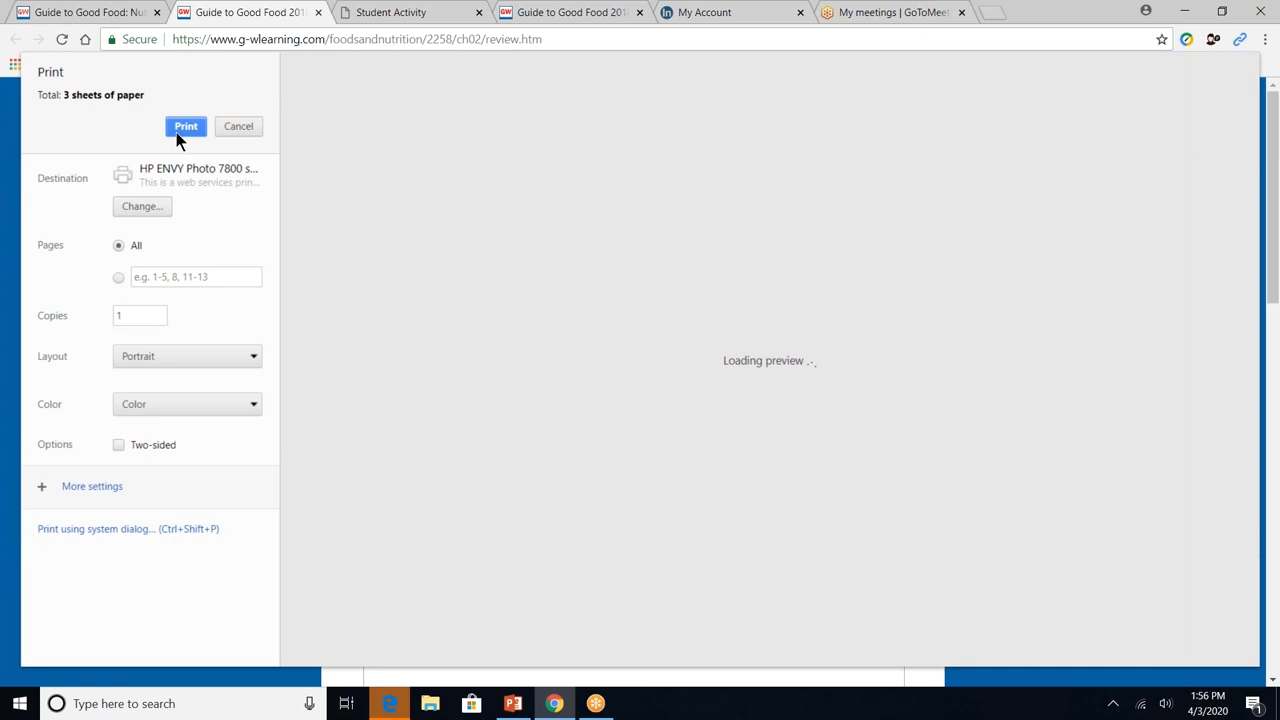 Guide to Good Food: Nut
Guide to Good Food 201
Student Activity
Guide to Good Food 201
My Account
My meetings | GoToMeet
Secure
https://www.g-wlearning.com/foodsandnutrition/2258/ch02/review.htm
Print
Total: 3 sheets of paper
Print
Cancel
Destination
HP ENVY Photo 7800 s...
This is a web services prin...
Change...
Pages
All
e.g. 1-5, 8, 11-13
Copies
1
Layout
Portrait
Color
Color
Options
Two-sided
More settings
Print using system dialog... (Ctrl+Shift+P)
Loading preview
Type here to search
1:56 PM
4/3/2020
1